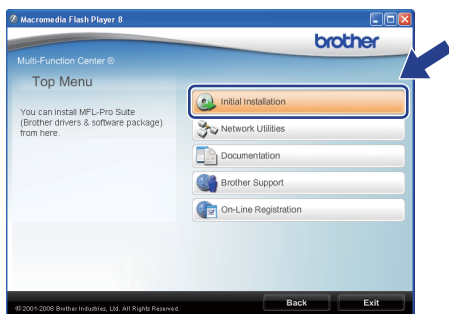 Macromedia Flash Player 8
brother
Multi-Function Center ®
Top Menu
You can install MFL-Pro Suite
(Brother drivers & software package)
from here.
Initial Installation
Network Utilities
Documentation
Brother Support
On-Line Registration
© 2001-2008 Brother Industries, Ltd. All Rights Reserved.
Back
Exit